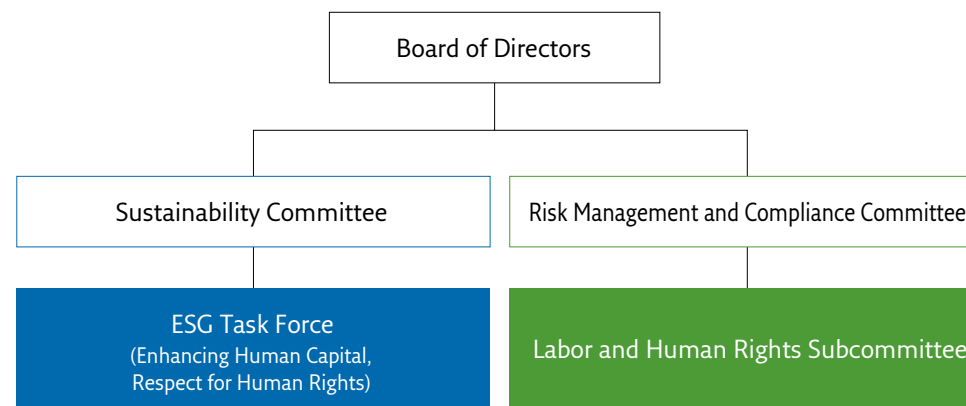 Board of Directors
Sustainability Committee
Risk Management and Compliance Committee
ESG Task Force
(Enhancing Human Capital,
Respect for Human Rights)
Labor and Human Rights Subcommittee